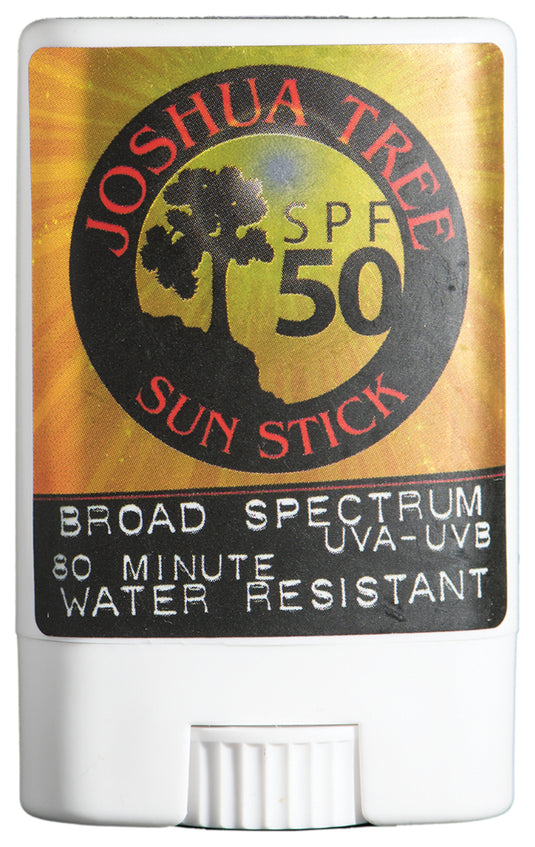 JOSHUA TREE
SPF
50
SUN STICK
BROAD SPECTRUM
UVA-UVB
80 MINUTE
WATER RESISTANT